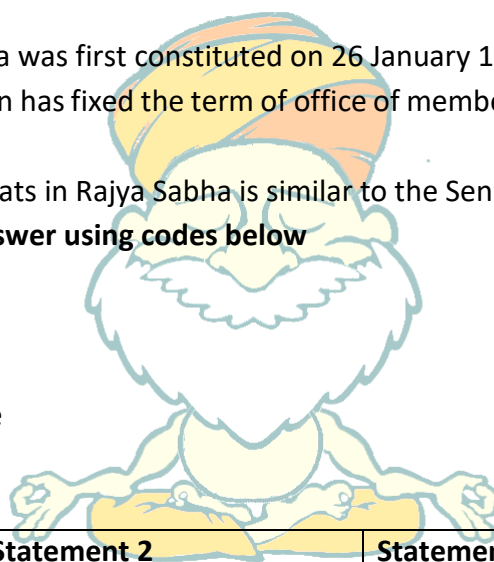 a was first constituted on 26 January 1
n has fixed the term of office of membe
ats in Rajya Sabha is similar to the Sen
swer using codes below
e
Statement 2 Statemen